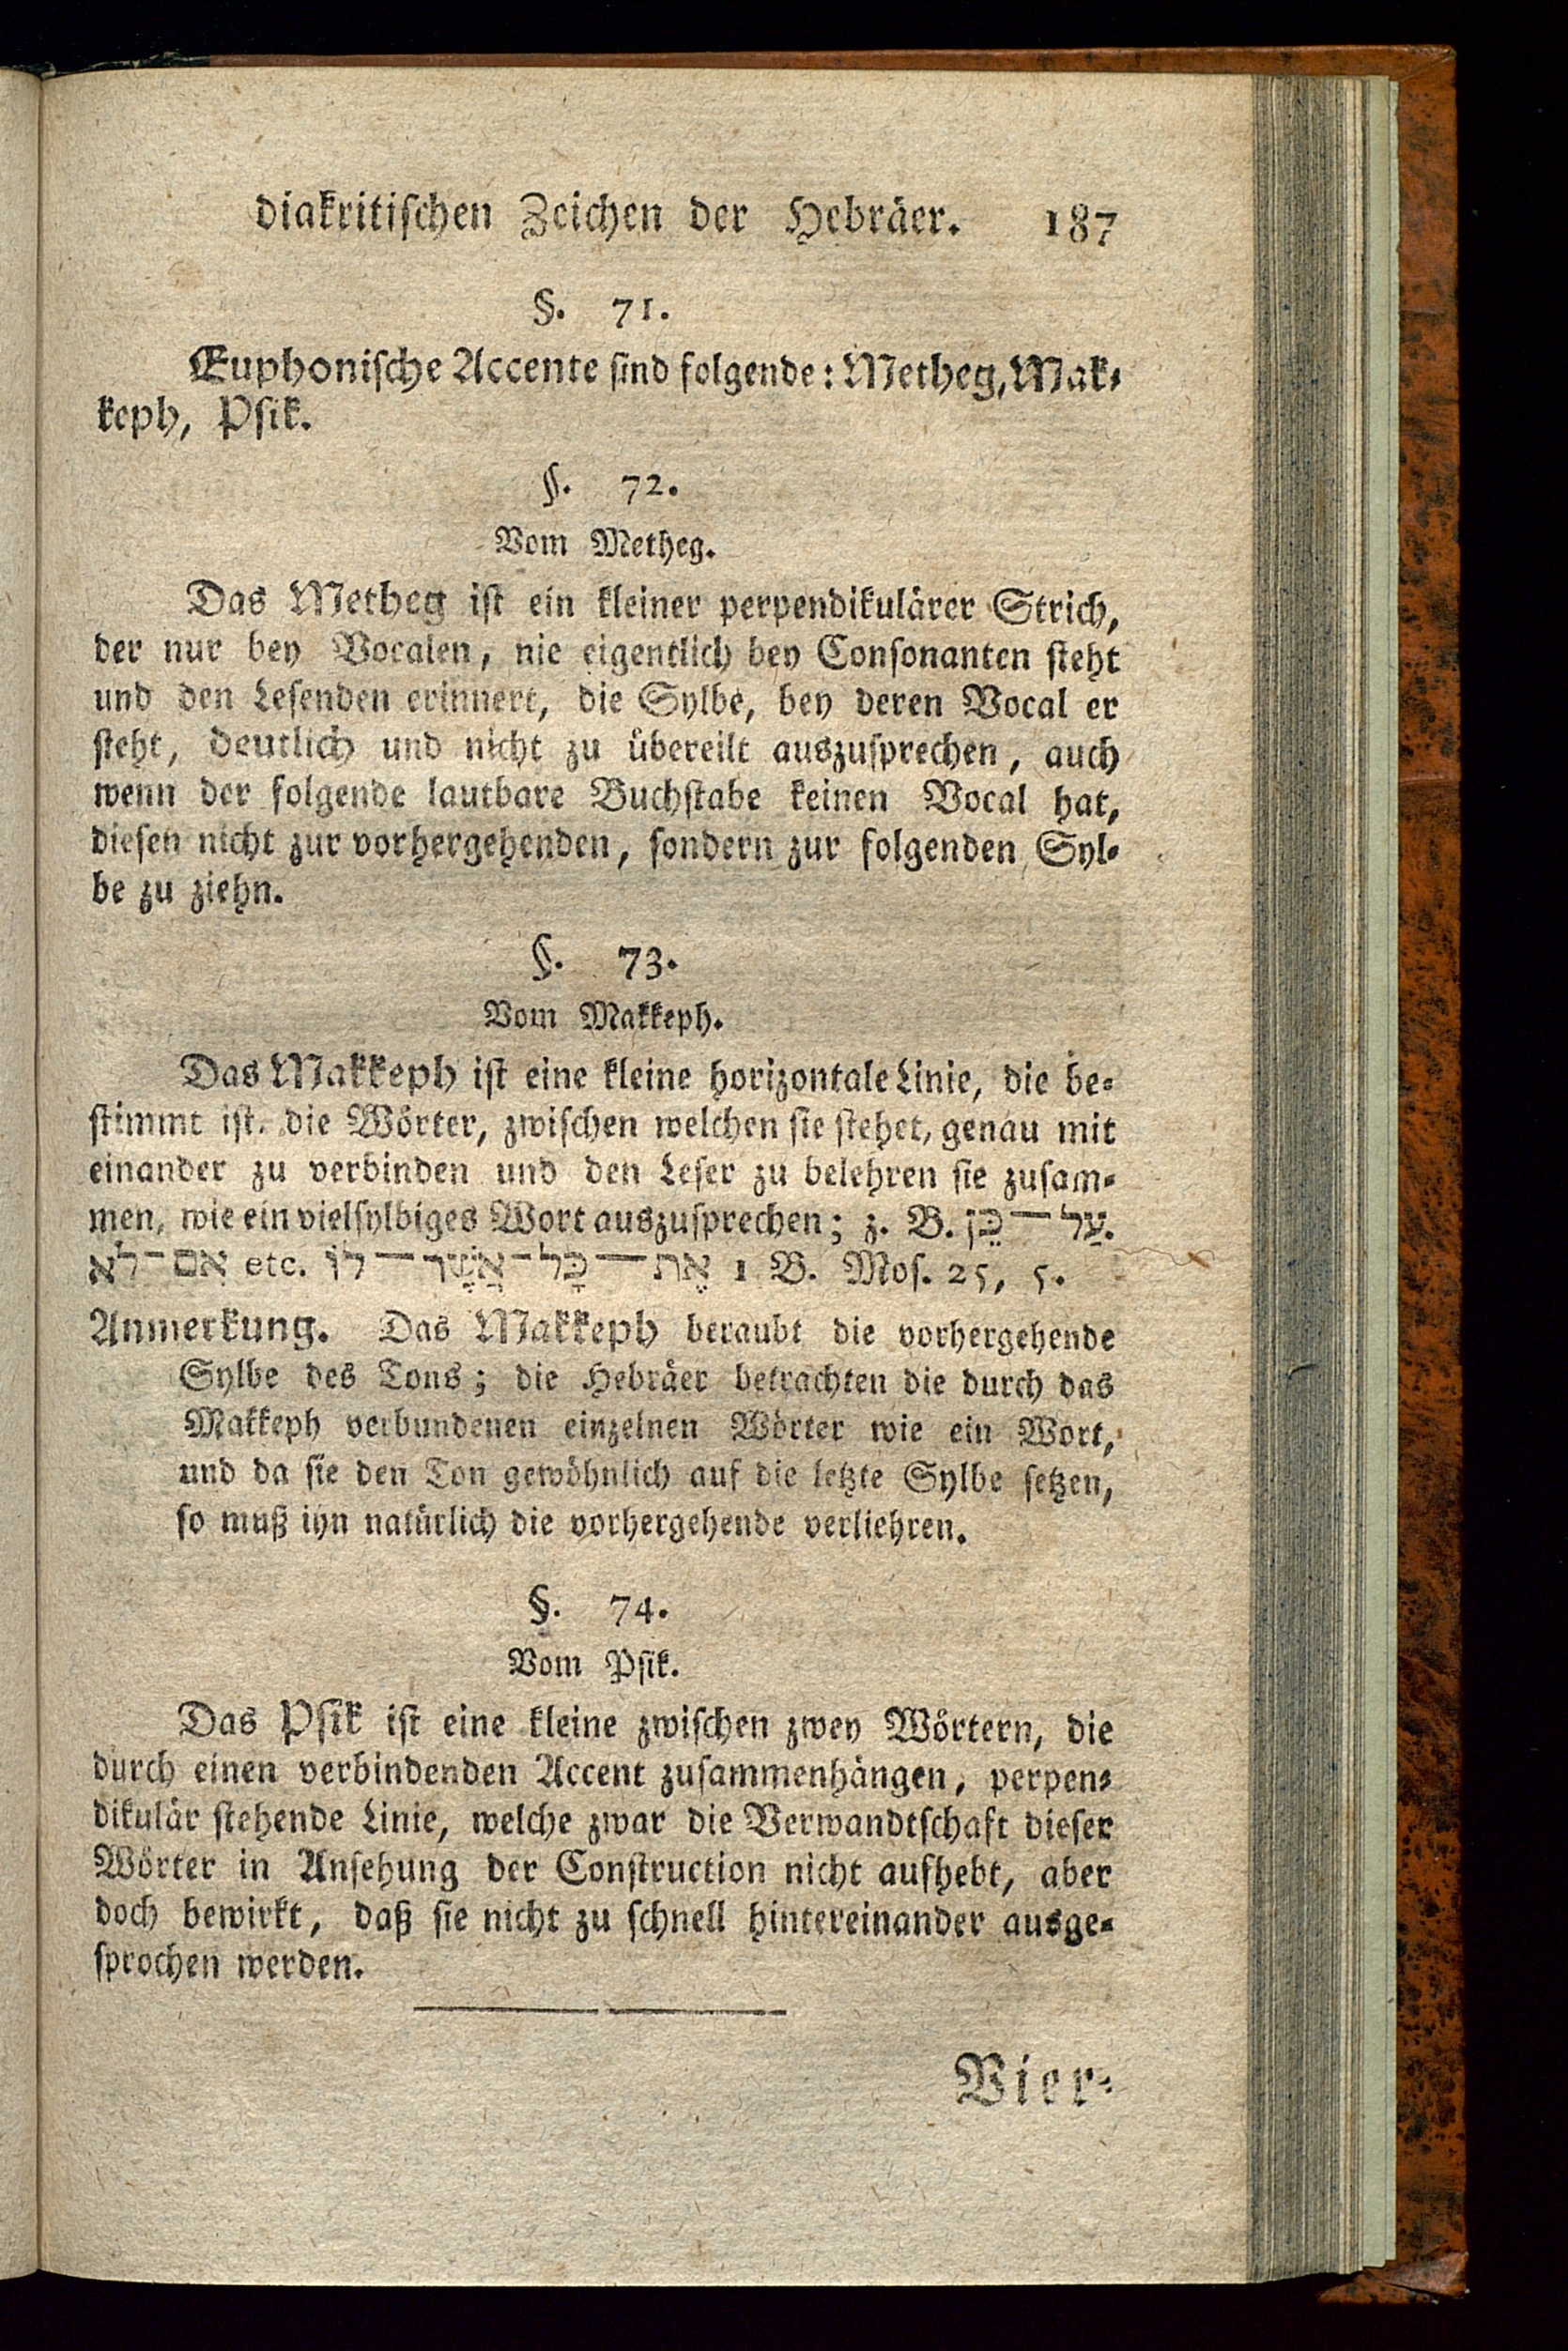 diakritischen Zeichen der Hebräer. 187
§. 71.
Euphonische Accente sind folgende: Metheg, Mak-
keph, Psik.
§. 72.
Vom Metheg.
Das Metheg ist ein kleiner perpendikulärer Strich,
der nur bey Vocalen, nie eigentlich bey Consonanten steht
und den Lesenden erinnert, die Sylbe, bey deren Vocal er
steht, deutlich und nicht zu übereilt auszusprechen, auch
wenn der folgende lautbare Buchstabe keinen Vocal hat,
diesen nicht zur vorhergehenden, sondern zur folgenden Syl-
be zu ziehn.
§. 73.
Vom Makkeph.
Das Makkeph ist eine kleine horizontale Linie, die be-
stimmt ist, die Wörter, zwischen welchen sie stehet, genau mit
einander zu verbinden und den Leser zu belehren sie zusam-
men, wie ein vielsylbiges Wort auszusprechen; z. B. עַל־כֵּן.
אִם־לֹא etc. אֶת־כָּל־אֲשֶׁר־לוֹ 1 B. Mos. 25, 5.
Anmerkung. Das Makkeph beraubt die vorhergehende
Sylbe des Tons; die Hebräer betrachten die durch das
Makkeph verbundenen einzelnen Wörter wie ein Wort,
und da sie den Ton gewöhnlich auf die letzte Sylbe setzen,
so muß ihn natürlich die vorhergehende verliehren.
§. 74.
Vom Psik.
Das Psik ist eine kleine zwischen zwey Wörtern, die
durch einen verbindenden Accent zusammenhängen, perpen-
dikulär stehende Linie, welche zwar die Verwandtschaft dieser
Wörter in Ansehung der Construction nicht aufhebt, aber
doch bewirkt, daß sie nicht zu schnell hintereinander ausge-
sprochen werden.
Vier-